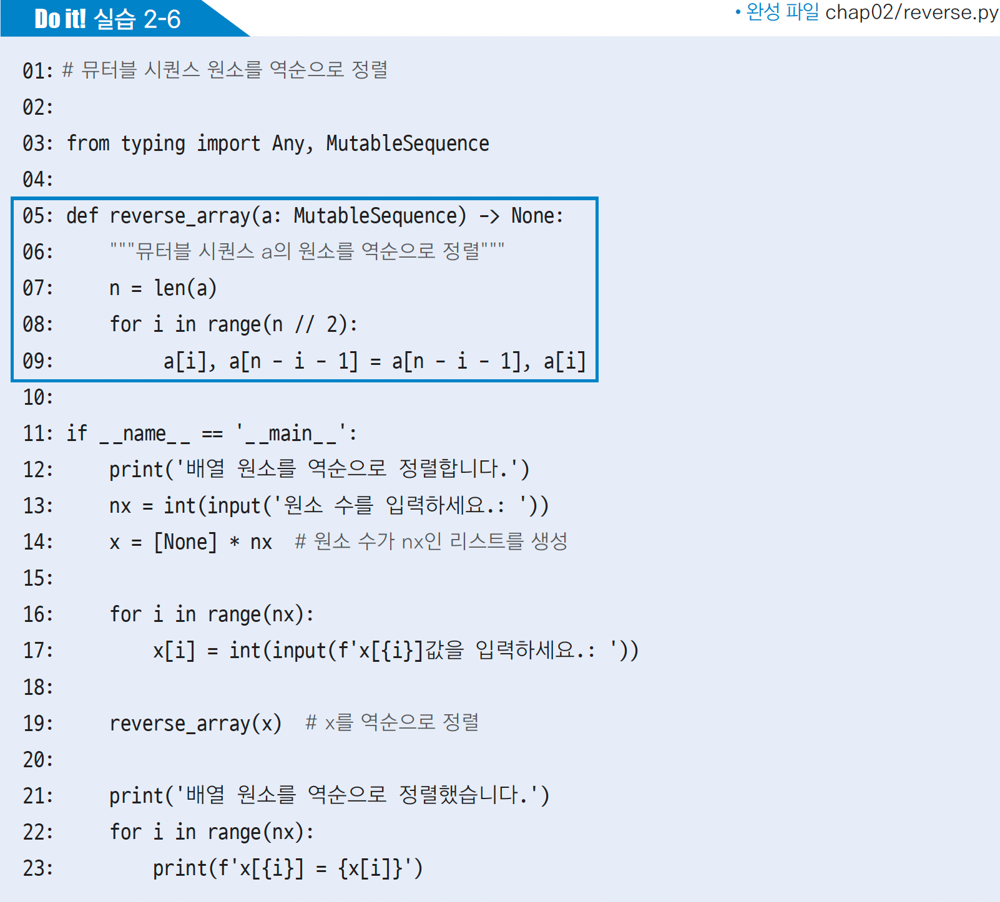 Do it! 실습 2-6
• 완성 파일 chap02/reverse.py
01: # 뮤터블 시퀀스 원소를 역순으로 정렬
02:
03: from typing import Any, MutableSequence
04:
05: def reverse_array(a: MutableSequence) -> None:
06:     """뮤터블 시퀀스 a의 원소를 역순으로 정렬"""
07:     n = len(a)
08:     for i in range(n // 2):
09:          a[i], a[n - i - 1] = a[n - i - 1], a[i]
10:
11: if __name__ == '__main__':
12:     print('배열 원소를 역순으로 정렬합니다.')
13:     nx = int(input('원소 수를 입력하세요.: '))
14:     x = [None] * nx  # 원소 수가 nx인 리스트를 생성
15:
16:     for i in range(nx):
17:         x[i] = int(input(f'x[{i}]값을 입력하세요.: '))
18:
19:     reverse_array(x)  # x를 역순으로 정렬
20:
21:     print('배열 원소를 역순으로 정렬했습니다.')
22:     for i in range(nx):
23:         print(f'x[{i}] = {x[i]}')